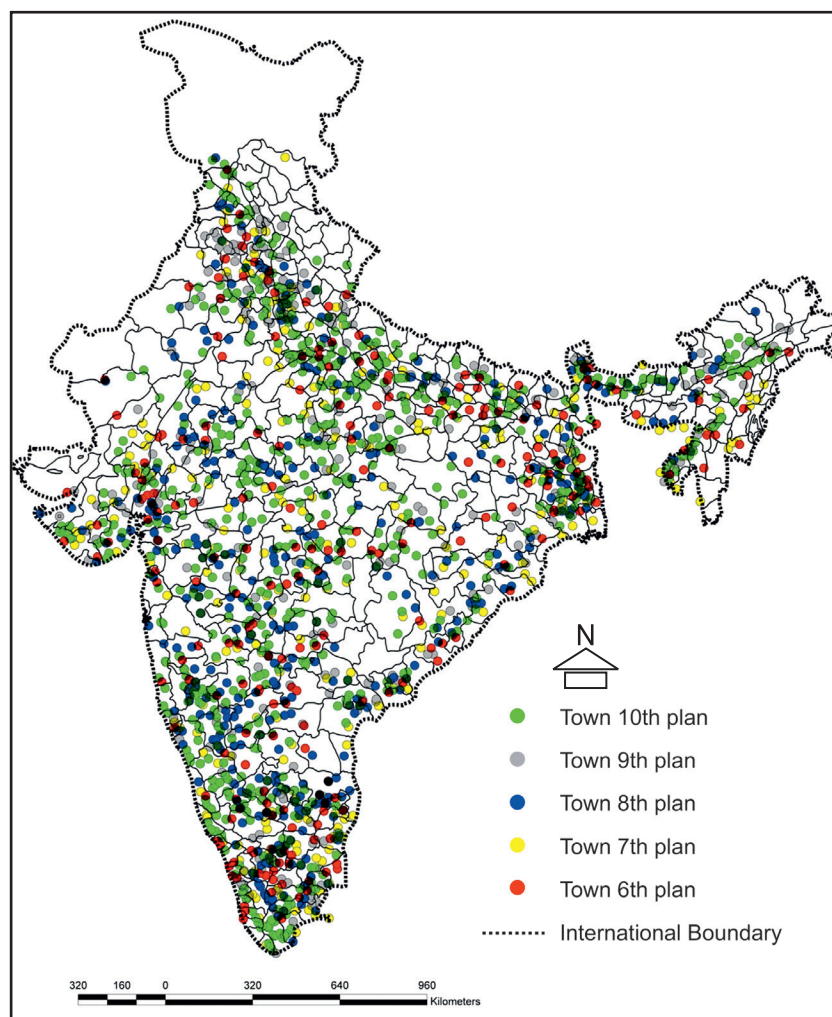 N
Town 10th plan
Town 9th plan
Town 8th plan
Town 7th plan
Town 6th plan
International Boundary
320 160 0 320 640 960
Kilometers